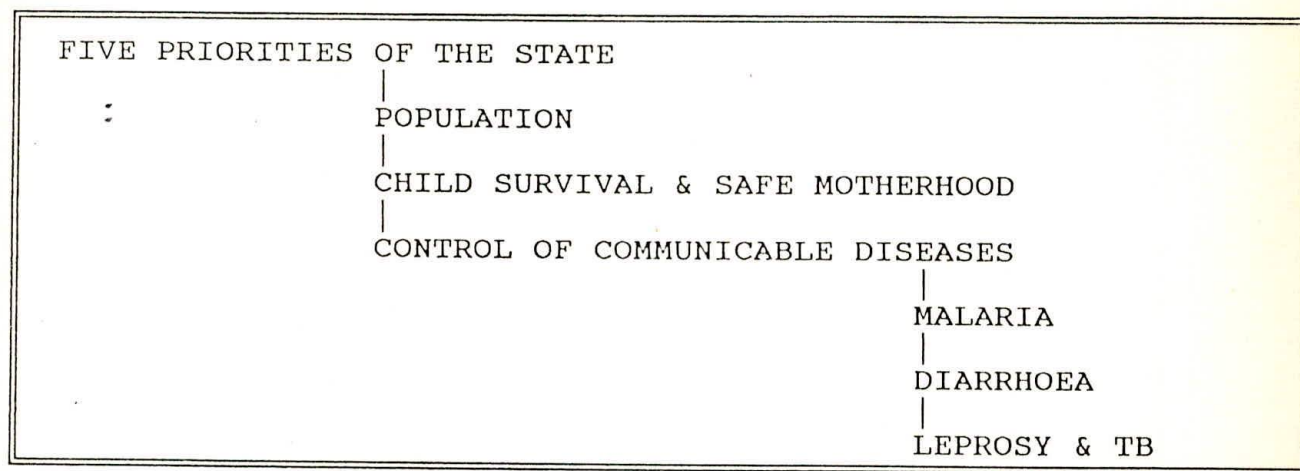 FIVE PRIORITIES OF THE STATE
POPULATION
CHILD SURVIVAL & SAFE MOTHERHOOD
CONTROL OF COMMUNICABLE DISEASES
MALARIA
DIARRHOEA
LEPROSY & TB